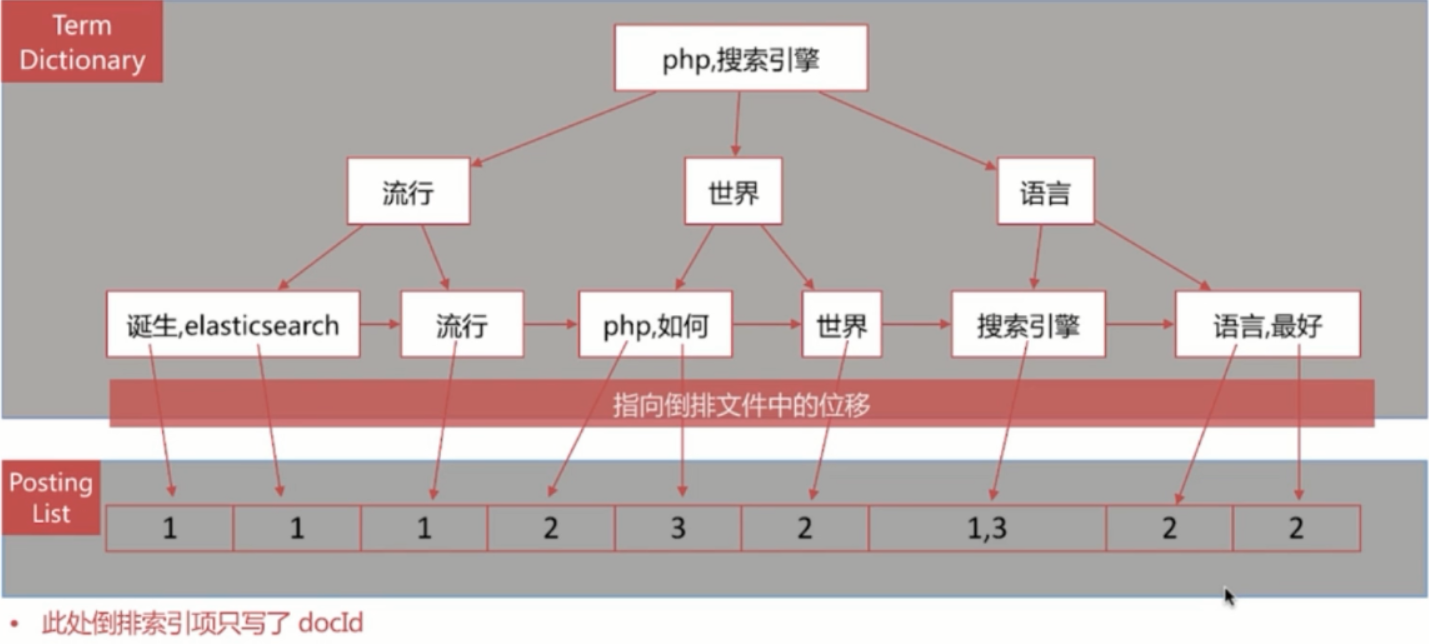 Term
Dictionary
php,搜索引擎
流行
世界
语言
诞生,elasticsearch
流行
php,如何
世界
搜索引擎
语言,最好
指向倒排文件中的位移
Posting
List
1
1
1
2
3
2
1,3
2
2
• 此处倒排索引项只写了 docId